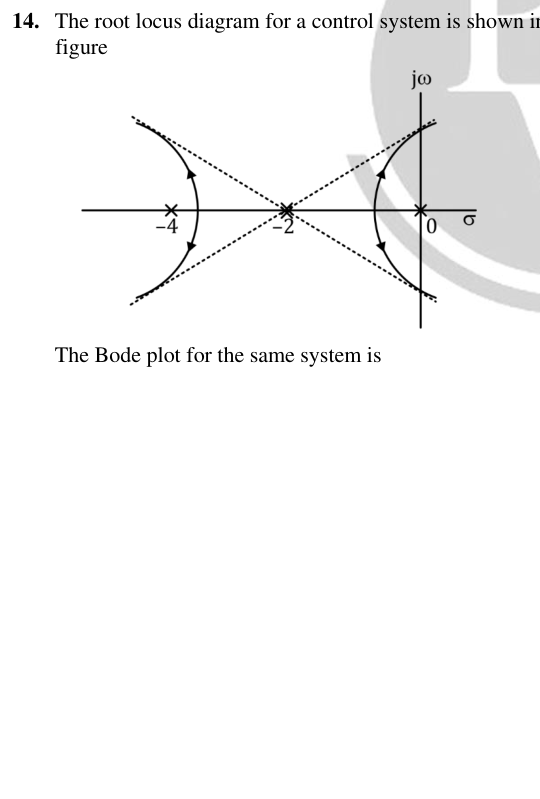 14. The root locus diagram for a control system is shown in
figure
jω
−4
−2
0
σ
The Bode plot for the same system is